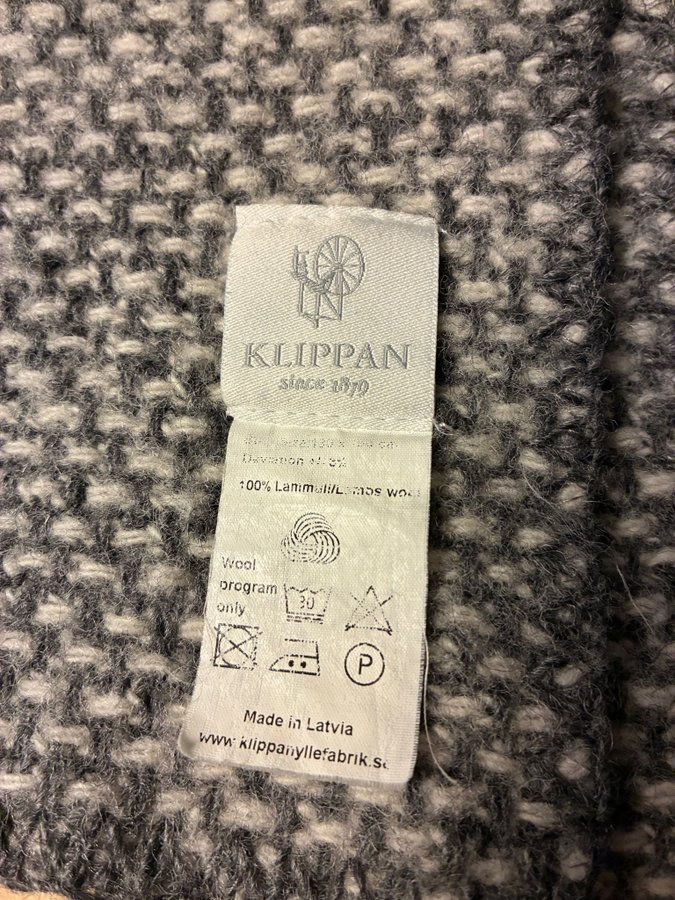 KLIPPAN
since 1879
Deviation +/- 3%
100% Lammull/Lambs wool
Wool
program
only
30
P
Made in Latvia
www.klippanyllefabrik.se